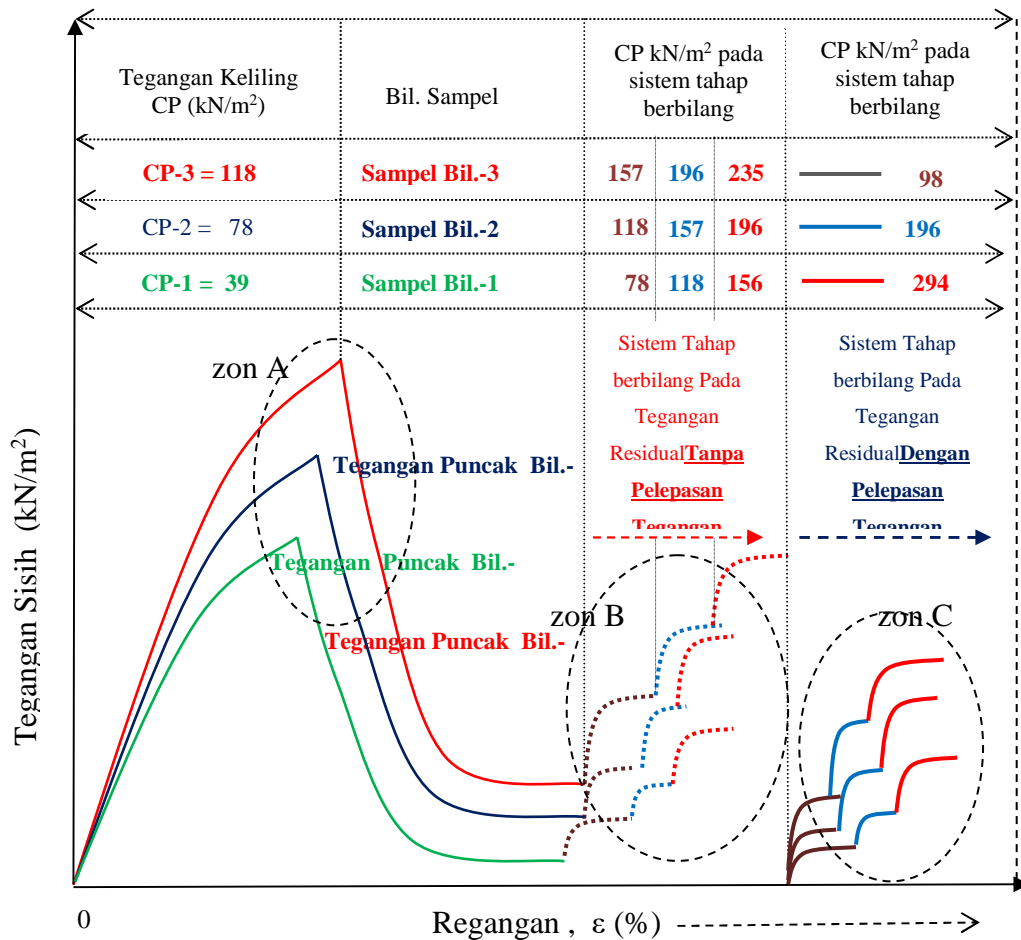 Tegangan Keliling
CP (kN/m²)
Bil. Sampel
CP kN/m² pada
sistem tahap
berbilang
CP kN/m² pada
sistem tahap
berbilang
CP-3 = 118
Sampel Bil.-3
157 196 235
98
CP-2 = 78
Sampel Bil.-2
118 157 196
196
CP-1 = 39
Sampel Bil.-1
78 118 156
294
Sistem Tahap
berbilang Pada
Tegangan
ResidualTanpa
Pelepasan
Tegangan
Sistem Tahap
berbilang Pada
Tegangan
ResidualDengan
Pelepasan
Tegangan
zon A
Tegangan Puncak Bil.-
Tegangan Puncak Bil.-
Tegangan Puncak Bil.-
zon B
zon C
Tegangan Sisih (kN/m²)
0
Regangan , ε (%)